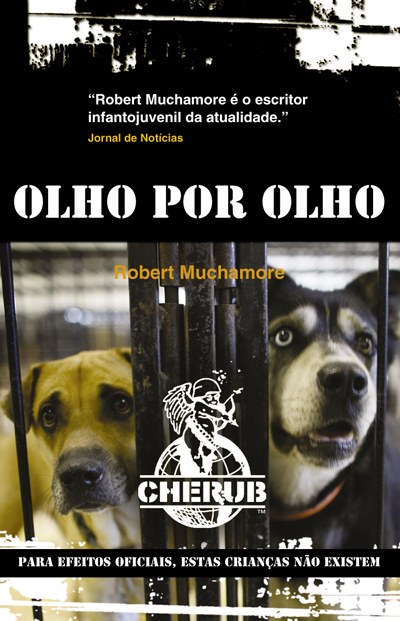 “Robert Muchamore é o escritor
infantojuvenil da atualidade.”
Jornal de Notícias
OLHO POR OLHO
Robert Muchamore
CHERUB
TM
PARA EFEITOS OFICIAIS, ESTAS CRIANÇAS NÃO EXISTEM